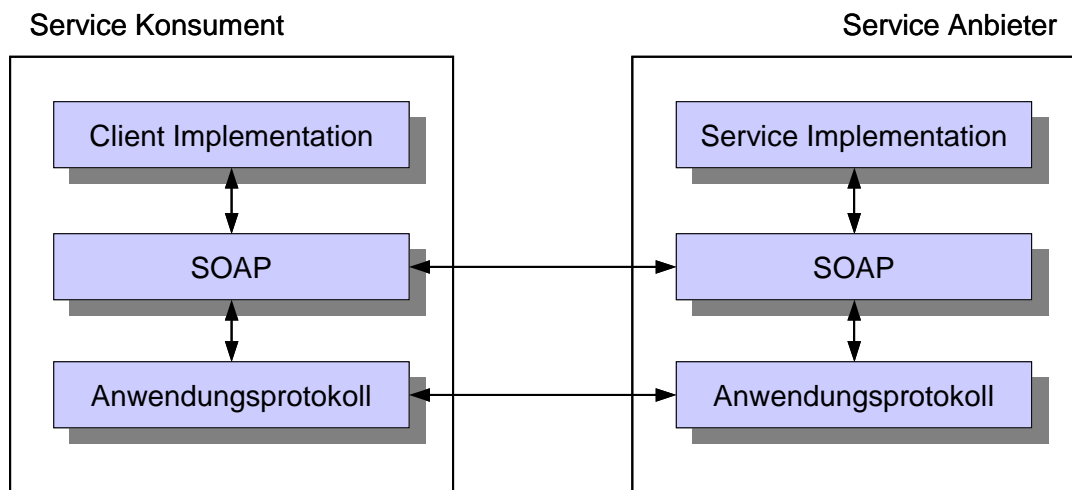 Service Konsument
Service Anbieter
Client Implementation
Service Implementation
SOAP
SOAP
Anwendungsprotokoll
Anwendungsprotokoll